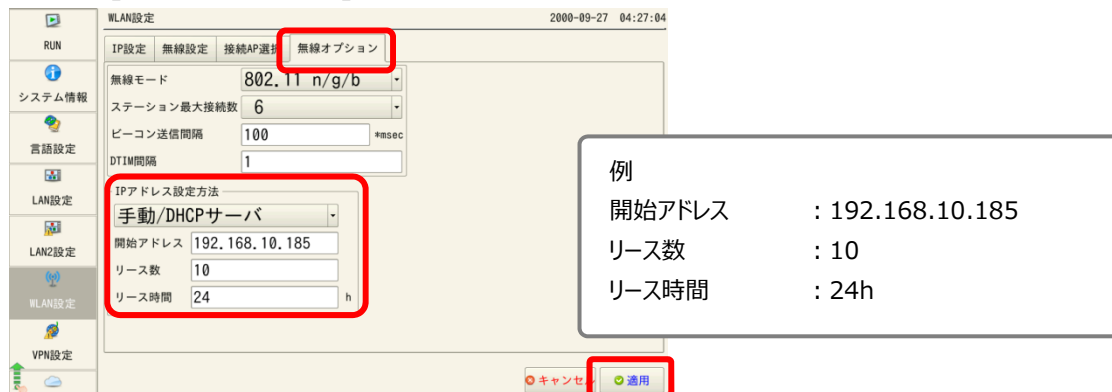 WLAN設定
2000-09-27 04:27:04
RUN
システム情報
言語設定
LAN設定
LAN2設定
WLAN設定
VPN設定
IP設定 無線設定 接続AP選択 無線オプション
無線モード 802.11 n/g/b
ステーション最大接続数 6
ビーコン送信間隔 100 *msec
DTIM間隔 1
IPアドレス設定方法
手動/DHCPサーバ
開始アドレス 192.168.10.185
リース数 10
リース時間 24 h
キャンセル 適用
例
開始アドレス : 192.168.10.185
リース数 : 10
リース時間 : 24h